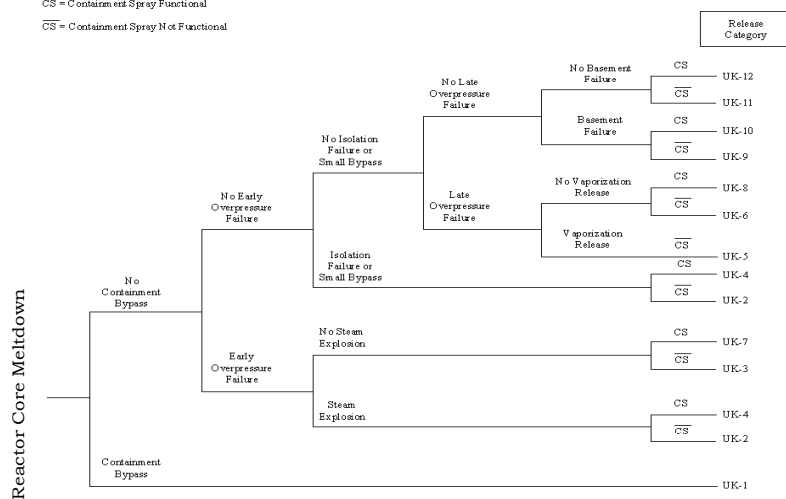 CS = Containment Spray Functional
CS = Containment Spray Not Functional
Release
Category
No Basement
Failure
CS
UK-12
CS
UK-11
No Late
Overpressure
Failure
Basement
Failure
CS
UK-10
CS
UK-9
No Isolation
Failure or
Small Bypass
No Vaporization
Release
CS
UK-8
CS
UK-6
Late
Overpressure
Failure
Vaporization
Release
CS
UK-5
No Early
Overpressure
Failure
Isolation
Failure or
Small Bypass
CS
UK-4
CS
UK-2
No
Containment
Bypass
No Steam
Explosion
CS
UK-7
CS
UK-3
Early
Overpressure
Failure
Steam
Explosion
CS
UK-4
CS
UK-2
Containment
Bypass
UK-1
Reactor Core Meltdown